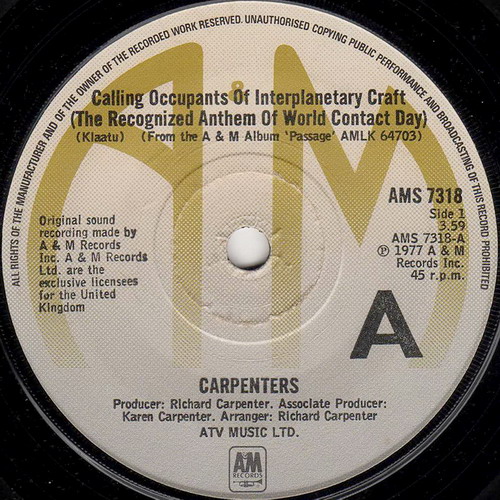 ALL RIGHTS OF THE MANUFACTURER AND OF THE OWNER OF THE RECORDED WORK RESERVED. UNAUTHORISED COPYING PUBLIC PERFORMANCE AND BROADCASTING OF THIS RECORD PROHIBITED
A&M
Calling Occupants Of Interplanetary Craft
(The Recognized Anthem Of World Contact Day)
(Klaatu) (From the A & M Album 'Passage' AMLK 64703)
Original sound
recording made by
A & M Records
Inc. A & M Records
Ltd. are the
exclusive licensees
for the United
Kingdom
AMS 7318
Side 1
3.59
AMS 7318-A
℗ 1977 A & M
Records Inc.
45 r.p.m.
A
CARPENTERS
Producer: Richard Carpenter. Associate Producer:
Karen Carpenter. Arranger: Richard Carpenter
ATV MUSIC LTD.
A&M
RECORDS